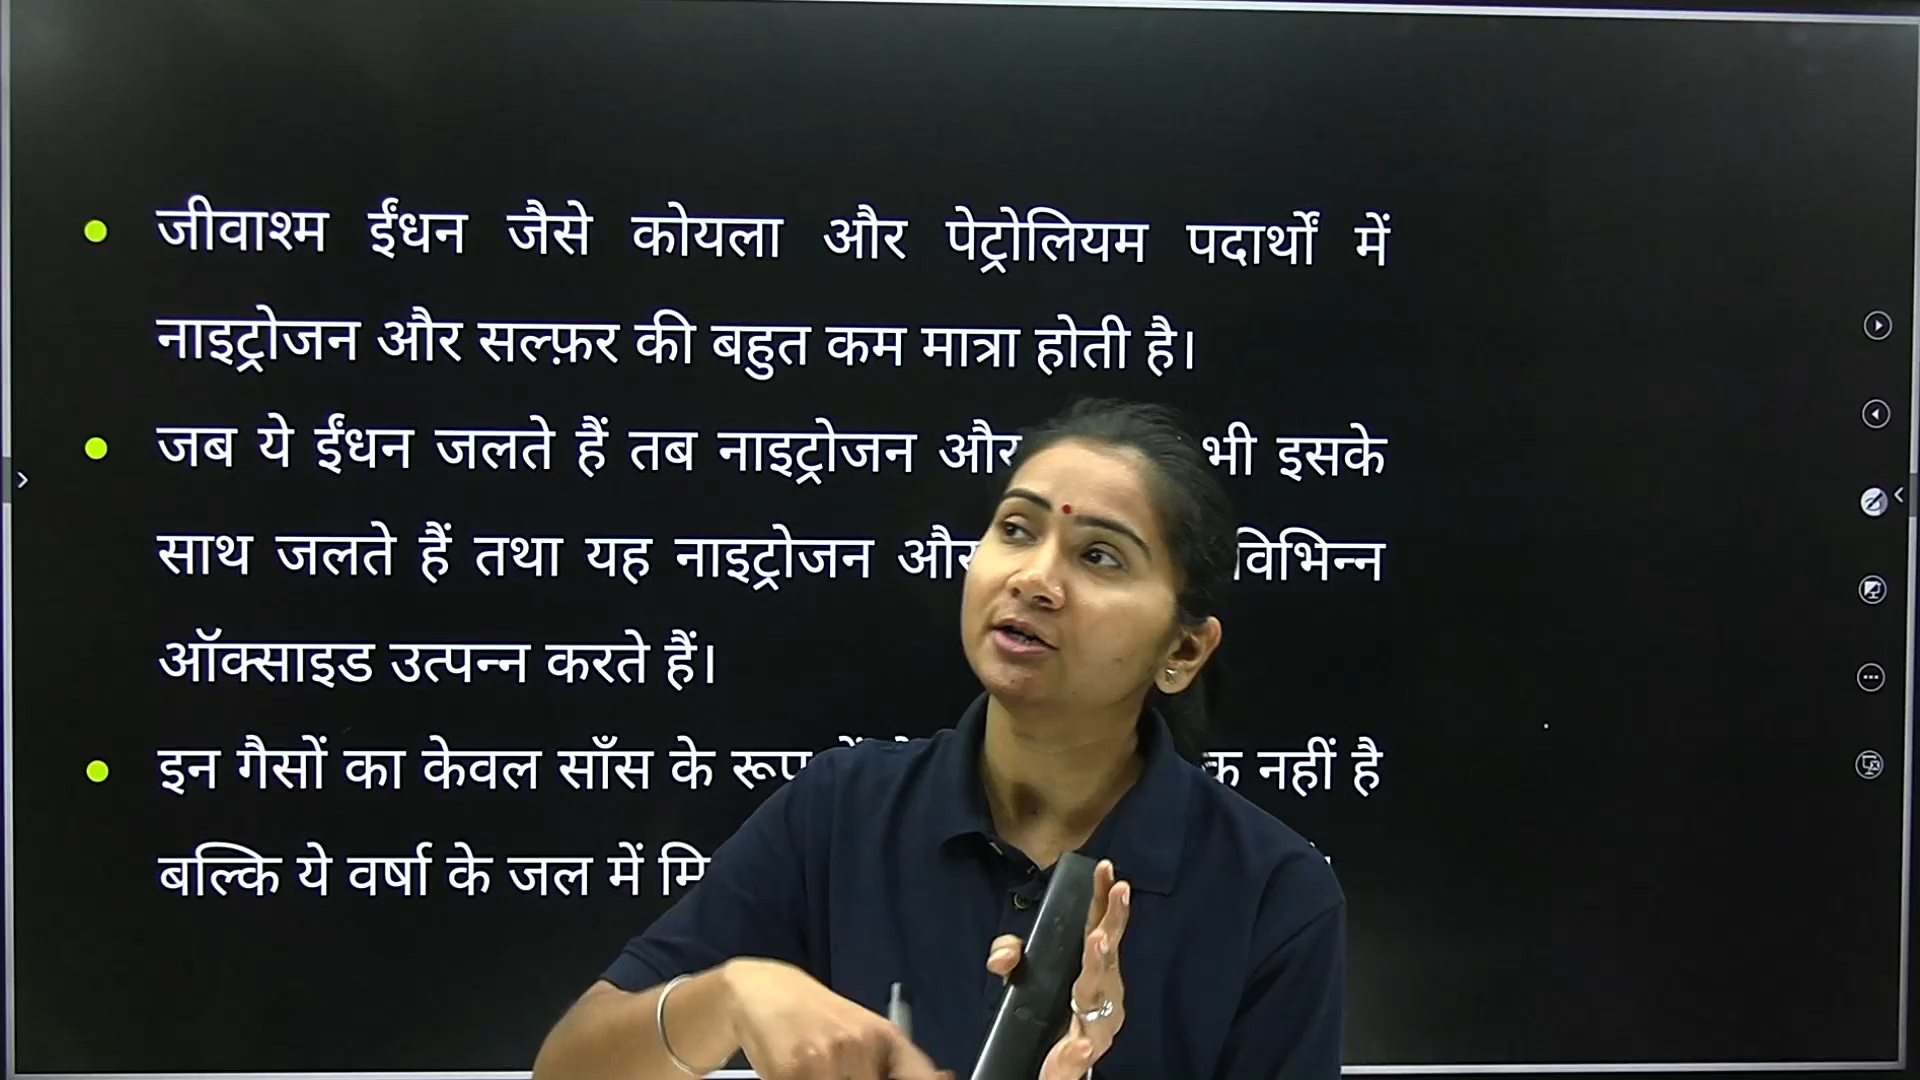 जीवाश्म ईंधन जैसे कोयला और पेट्रोलियम पदार्थों में
नाइट्रोजन और सल्फ़र की बहुत कम मात्रा होती है।
जब ये ईंधन जलते हैं तब नाइट्रोजन और भी इसके
साथ जलते हैं तथा यह नाइट्रोजन और विभिन्न
ऑक्साइड उत्पन्न करते हैं।
इन गैसों का केवल साँस के रूप नहीं है
बल्कि ये वर्षा के जल में